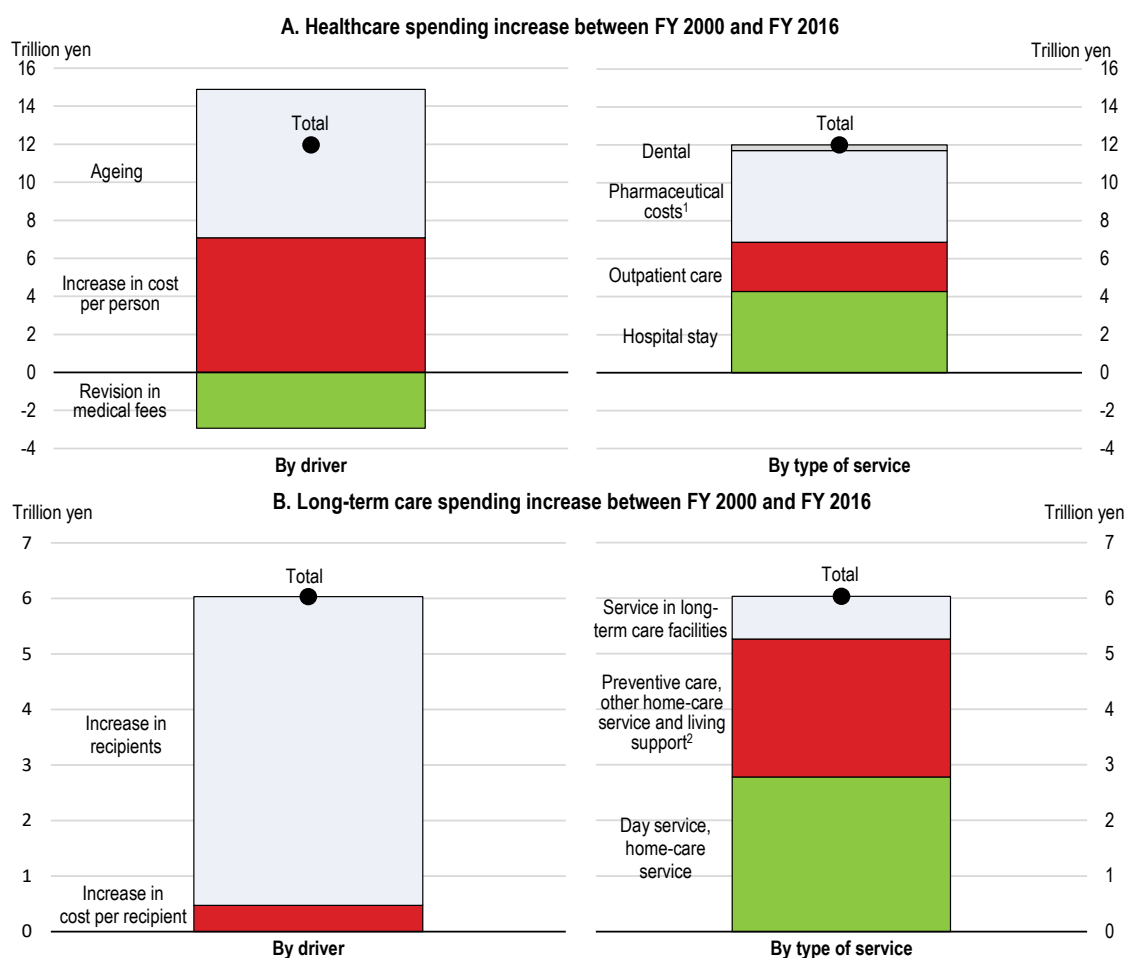 A. Healthcare spending increase between FY 2000 and FY 2016
Trillion yen
Trillion yen
16
14
12
10
8
6
4
2
0
-2
-4
Total
Ageing
Increase in cost
per person
Revision in
medical fees
By driver
Total
Dental
Pharmaceutical
costs1
Outpatient care
Hospital stay
16
14
12
10
8
6
4
2
0
-2
-4
By type of service
B. Long-term care spending increase between FY 2000 and FY 2016
Trillion yen
Trillion yen
7
6
5
4
3
2
1
0
Total
Increase in
recipients
Increase in
cost per recipient
By driver
Total
Service in long-
term care facilities
Preventive care,
other home-care
service and living
support2
Day service,
home-care
service
7
6
5
4
3
2
1
0
By type of service